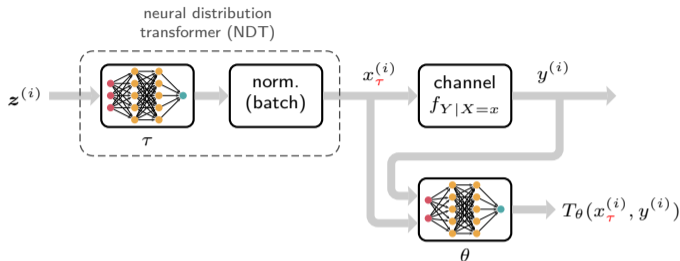 neural distribution
transformer (NDT)
z^{(i)}
τ
norm.
(batch)
x_τ^{(i)}
channel
f_{Y|X=x}
y^{(i)}
θ
T_θ(x_τ^{(i)}, y^{(i)})